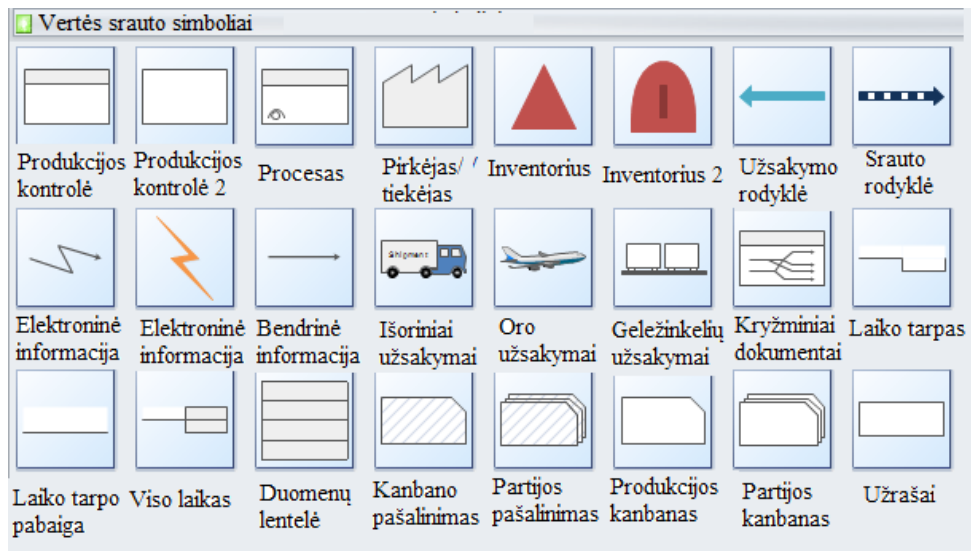 Vertės srauto simboliai
Produkcijos kontrolė
Produkcijos kontrolė 2
Procesas
Pirkėjas/
tiekėjas
Inventorius
Inventorius 2
Užsakymo rodyklė
Srauto rodyklė
Shipment
Elektroninė informacija
Elektroninė informacija
Bendrinė informacija
Išoriniai užsakymai
Oro užsakymai
Geležinkelių užsakymai
Kryžminiai dokumentai
Laiko tarpas
Laiko tarpo pabaiga
Viso laikas
Duomenų lentelė
Kanbano pašalinimas
Partijos pašalinimas
Produkcijos kanbanas
Partijos kanbanas
Užrašai